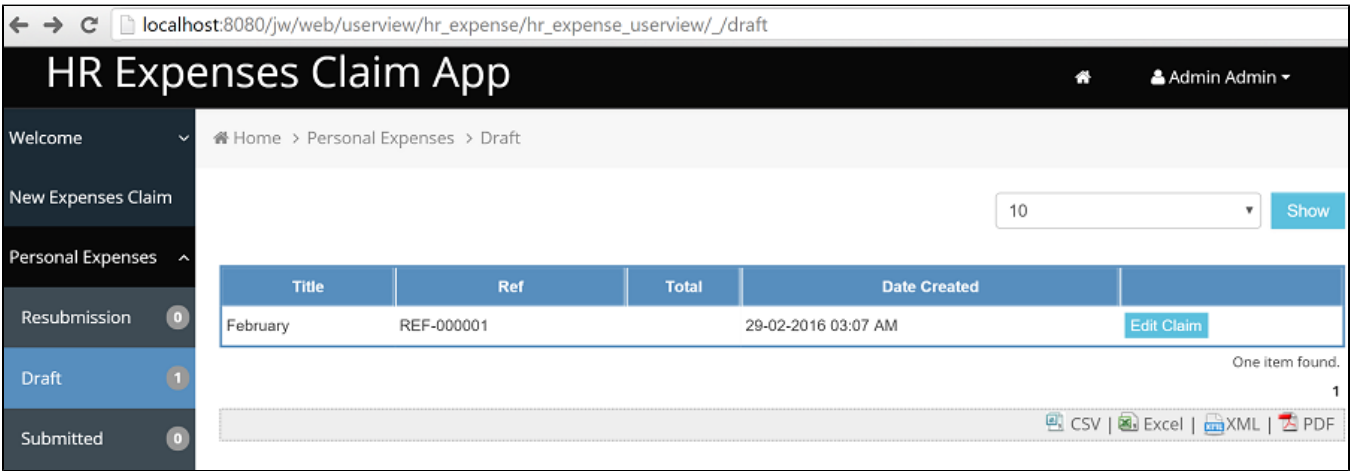 localhost:8080/jw/web/userview/hr_expense/hr_expense_userview/_/draft
HR Expenses Claim App
Admin Admin
Welcome
Home > Personal Expenses > Draft
New Expenses Claim
10
Show
Personal Expenses
Title Ref Total Date Created
Resubmission 0
February REF-000001 29-02-2016 03:07 AM Edit Claim
One item found.
Draft 1
1
CSV | Excel | XML | PDF
Submitted 0